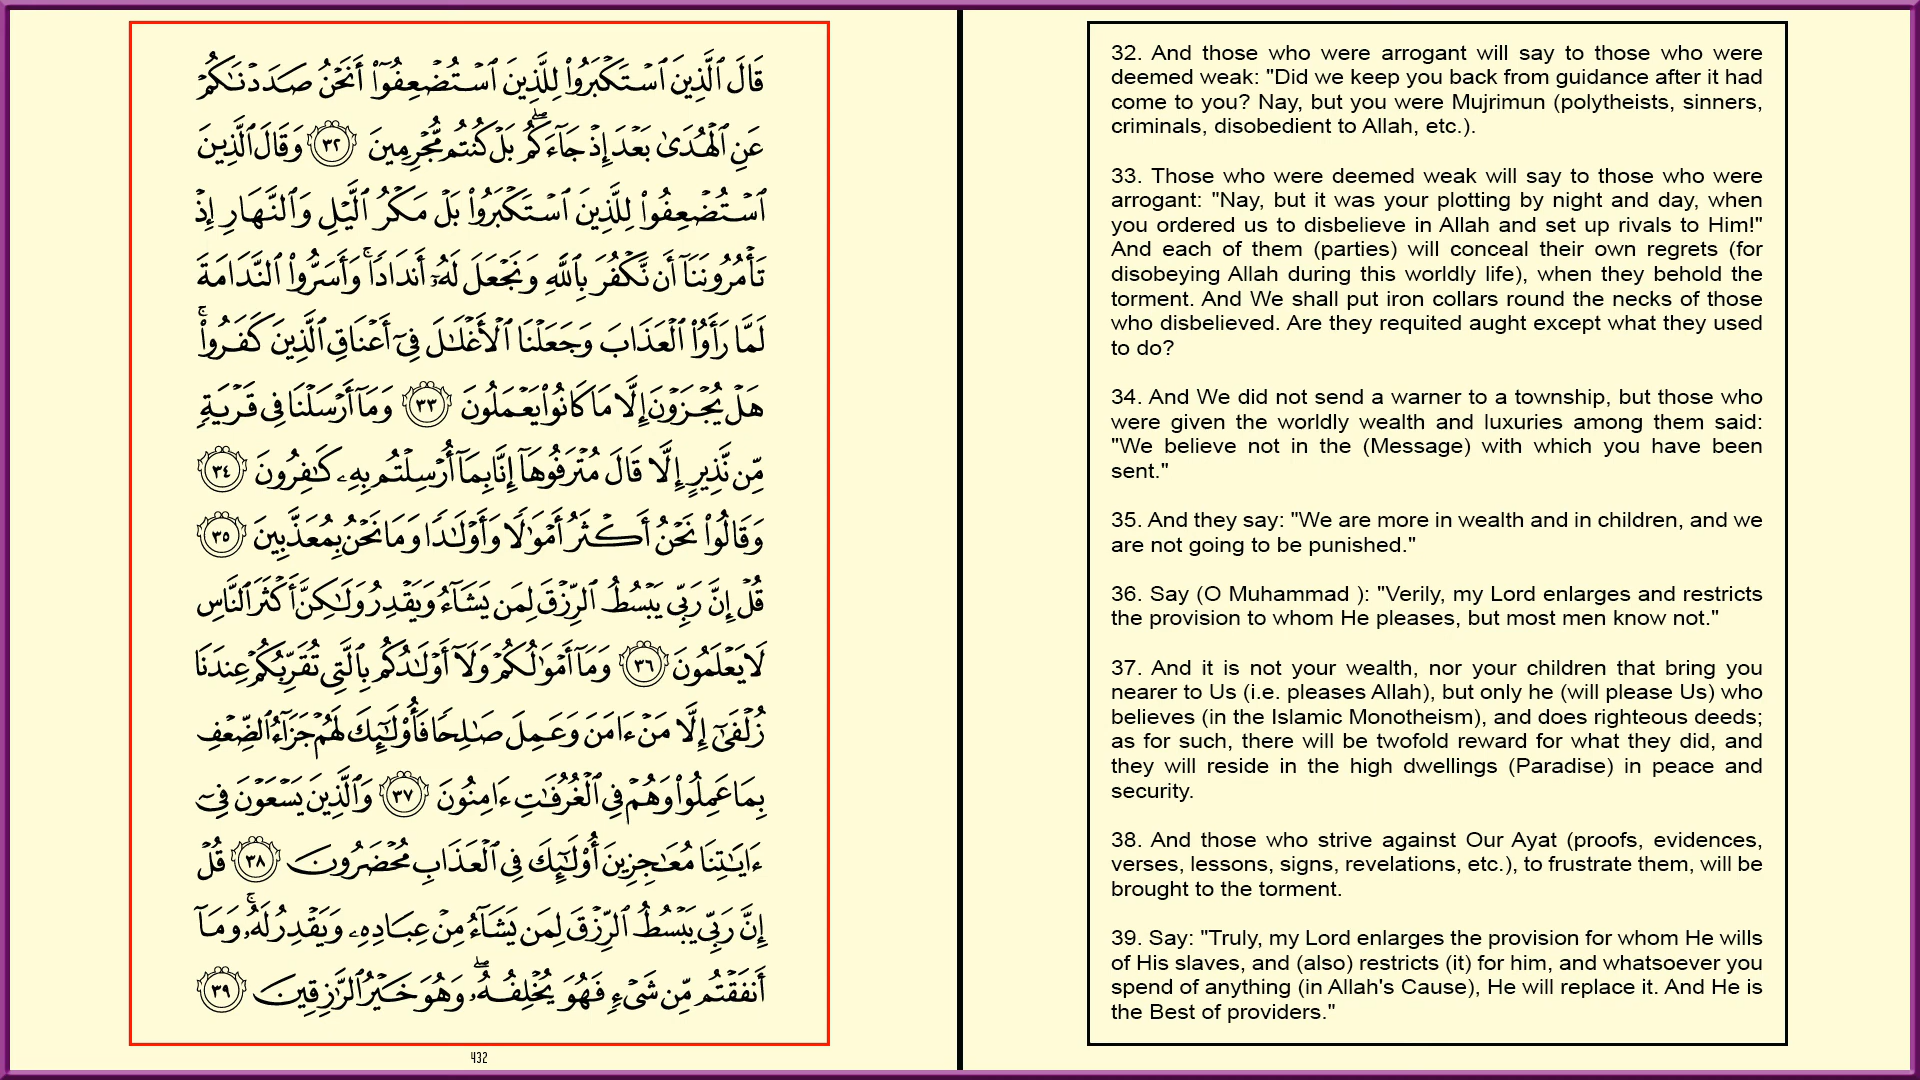 قَالَ ٱلَّذِينَ ٱسۡتَكۡبَرُواْ لِلَّذِينَ ٱسۡتُضۡعِفُوٓاْ أَنَحۡنُ صَدَدۡنَٰكُمۡ
عَنِ ٱلۡهُدَىٰ بَعۡدَ إِذۡ جَآءَكُمۖ بَلۡ كُنتُم مُّجۡرِمِينَ ٣٢ وَقَالَ ٱلَّذِينَ
ٱسۡتُضۡعِفُواْ لِلَّذِينَ ٱسۡتَكۡبَرُواْ بَلۡ مَكۡرُ ٱلَّيۡلِ وَٱلنَّهَارِ إِذۡ
تَأۡمُرُونَنَآ أَن نَّكۡفُرَ بِٱللَّهِ وَنَجۡعَلَ لَهُۥٓ أَندَادٗاۚ وَأَسَرُّواْ ٱلنَّدَامَةَ
لَمَّا رَأَوُاْ ٱلۡعَذَابَ وَجَعَلۡنَا ٱلۡأَغۡلَٰلَ فِيٓ أَعۡنَاقِ ٱلَّذِينَ كَفَرُواْۚ
هَلۡ يُجۡزَوۡنَ إِلَّا مَا كَانُواْ يَعۡمَلُونَ ٣٣ وَمَآ أَرۡسَلۡنَا فِي قَرۡيَةٖ
مِّن نَّذِيرٍ إِلَّا قَالَ مُتۡرَفُوهَآ إِنَّا بِمَآ أُرۡسِلۡتُم بِهِۦ كَٰفِرُونَ ٣٤
وَقَالُواْ نَحۡنُ أَكۡثَرُ أَمۡوَٰلٗا وَأَوۡلَٰدٗا وَمَا نَحۡنُ بِمُعَذَّبِينَ ٣٥
قُلۡ إِنَّ رَبِّي يَبۡسُطُ ٱلرِّزۡقَ لِمَن يَشَآءُ وَيَقۡدِرُ وَلَٰكِنَّ أَكۡثَرَ ٱلنَّاسِ
لَا يَعۡلَمُونَ ٣٦ وَمَآ أَمۡوَٰلُكُمۡ وَلَآ أَوۡلَٰدُكُم بِٱلَّتِي تُقَرِّبُكُمۡ عِندَنَا
زُلۡفَىٰٓ إِلَّا مَنۡ ءَامَنَ وَعَمِلَ صَٰلِحٗا فَأُوْلَٰٓئِكَ لَهُمۡ جَزَآءُ ٱلضِّعۡفِ
بِمَا عَمِلُواْ وَهُمۡ فِي ٱلۡغُرُفَٰتِ ءَامِنُونَ ٣٧ وَٱلَّذِينَ يَسۡعَوۡنَ فِيٓ
ءَايَٰتِنَا مُعَٰجِزِينَ أُوْلَٰٓئِكَ فِي ٱلۡعَذَابِ مُحۡضَرُونَ ٣٨ قُلۡ
إِنَّ رَبِّي يَبۡسُطُ ٱلرِّزۡقَ لِمَن يَشَآءُ مِنۡ عِبَادِهِۦ وَيَقۡدِرُ لَهُۥۚ وَمَآ
أَنفَقۡتُم مِّن شَيۡءٖ فَهُوَ يُخۡلِفُهُۥۖ وَهُوَ خَيۡرُ ٱلرَّٰزِقِينَ ٣٩
432
32. And those who were arrogant will say to those who were
deemed weak: "Did we keep you back from guidance after it had
come to you? Nay, but you were Mujrimun (polytheists, sinners,
criminals, disobedient to Allah, etc.).
33. Those who were deemed weak will say to those who were
arrogant: "Nay, but it was your plotting by night and day, when
you ordered us to disbelieve in Allah and set up rivals to Him!"
And each of them (parties) will conceal their own regrets (for
disobeying Allah during this worldly life), when they behold the
torment. And We shall put iron collars round the necks of those
who disbelieved. Are they requited aught except what they used
to do?
34. And We did not send a warner to a township, but those who
were given the worldly wealth and luxuries among them said:
"We believe not in the (Message) with which you have been
sent."
35. And they say: "We are more in wealth and in children, and we
are not going to be punished."
36. Say (O Muhammad ): "Verily, my Lord enlarges and restricts
the provision to whom He pleases, but most men know not."
37. And it is not your wealth, nor your children that bring you
nearer to Us (i.e. pleases Allah), but only he (will please Us) who
believes (in the Islamic Monotheism), and does righteous deeds;
as for such, there will be twofold reward for what they did, and
they will reside in the high dwellings (Paradise) in peace and
security.
38. And those who strive against Our Ayat (proofs, evidences,
verses, lessons, signs, revelations, etc.), to frustrate them, will be
brought to the torment.
39. Say: "Truly, my Lord enlarges the provision for whom He wills
of His slaves, and (also) restricts (it) for him, and whatsoever you
spend of anything (in Allah's Cause), He will replace it. And He is
the Best of providers."